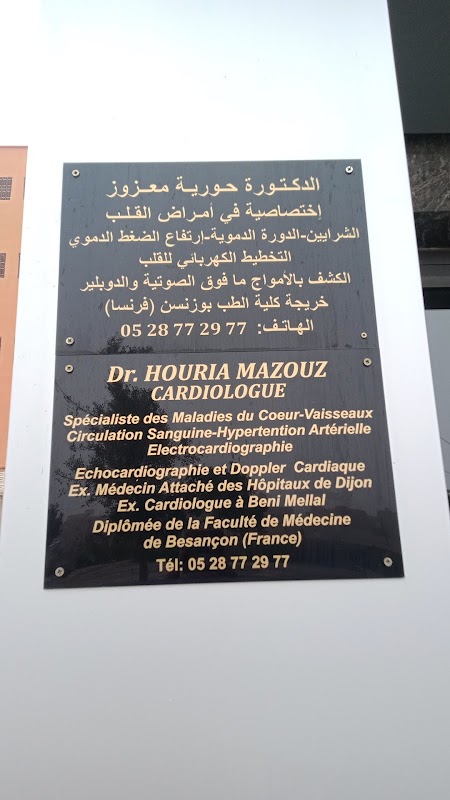 الدكتورة حورية معزوز
إختصاصية في أمراض القلب
الشرايين-الدورة الدموية-إرتفاع الضغط الدموي
التخطيط الكهربائي للقلب
الكشف بالأمواج ما فوق الصوتية والدوبلير
خريجة كلية الطب بوزنسن (فرنسا)
الهاتف: 05 28 77 29 77
Dr. HOURIA MAZOUZ
CARDIOLOGUE
Spécialiste des Maladies du Coeur-Vaisseaux
Circulation Sanguine-Hypertention Artérielle
Electrocardiographie
Echocardiographie et Doppler Cardiaque
Ex. Médecin Attaché des Hôpitaux de Dijon
Ex. Cardiologue à Beni Mellal
Diplômée de la Faculté de Médecine
de Besançon (France)
Tél: 05 28 77 29 77